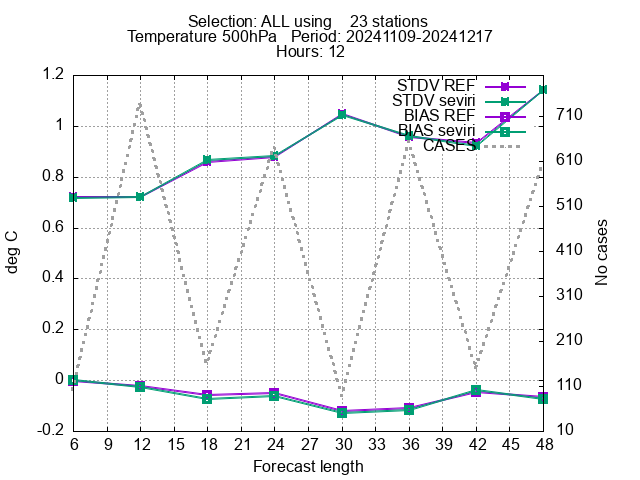 Selection: ALL using    23 stations
Temperature 500hPa   Period: 20241109-20241217
Hours: 12
STDV REF
STDV seviri
BIAS REF
BIAS seviri
CASES
1.2
1
0.8
0.6
0.4
0.2
0
-0.2
deg C
710
610
510
410
310
210
110
10
No cases
6 9 12 15 18 21 24 27 30 33 36 39 42 45 48
Forecast length